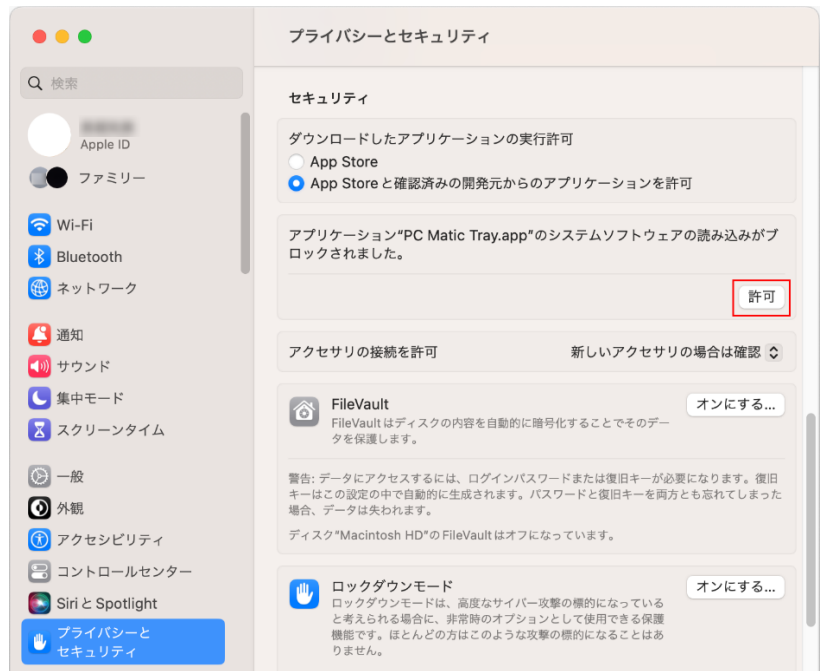 プライバシーとセキュリティ
検索
Apple ID
ファミリー
Wi-Fi
Bluetooth
ネットワーク
通知
サウンド
集中モード
スクリーンタイム
一般
外観
アクセシビリティ
コントロールセンター
Siri と Spotlight
プライバシーと
セキュリティ
セキュリティ
ダウンロードしたアプリケーションの実行許可
App Store
App Store と確認済みの開発元からのアプリケーションを許可
アプリケーション“PC Matic Tray.app”のシステムソフトウェアの読み込みがブ
ロックされました。
許可
アクセサリの接続を許可 新しいアクセサリの場合は確認
FileVault オンにする...
FileVault はディスクの内容を自動的に暗号化することでそのデー
タを保護します。
警告: データにアクセスするには、ログインパスワードまたは復旧キーが必要になります。復旧
キーはこの設定の中で自動的に生成されます。パスワードと復旧キーを両方とも忘れてしまった
場合、データは失われます。
ディスク“Macintosh HD”の FileVault はオフになっています。
ロックダウンモード オンにする...
ロックダウンモードは、高度なサイバー攻撃の標的になっている
と考えられる場合に、非常時のオプションとして使用できる保護
機能です。ほとんどの方はこのような攻撃の標的になることはあ
りません。